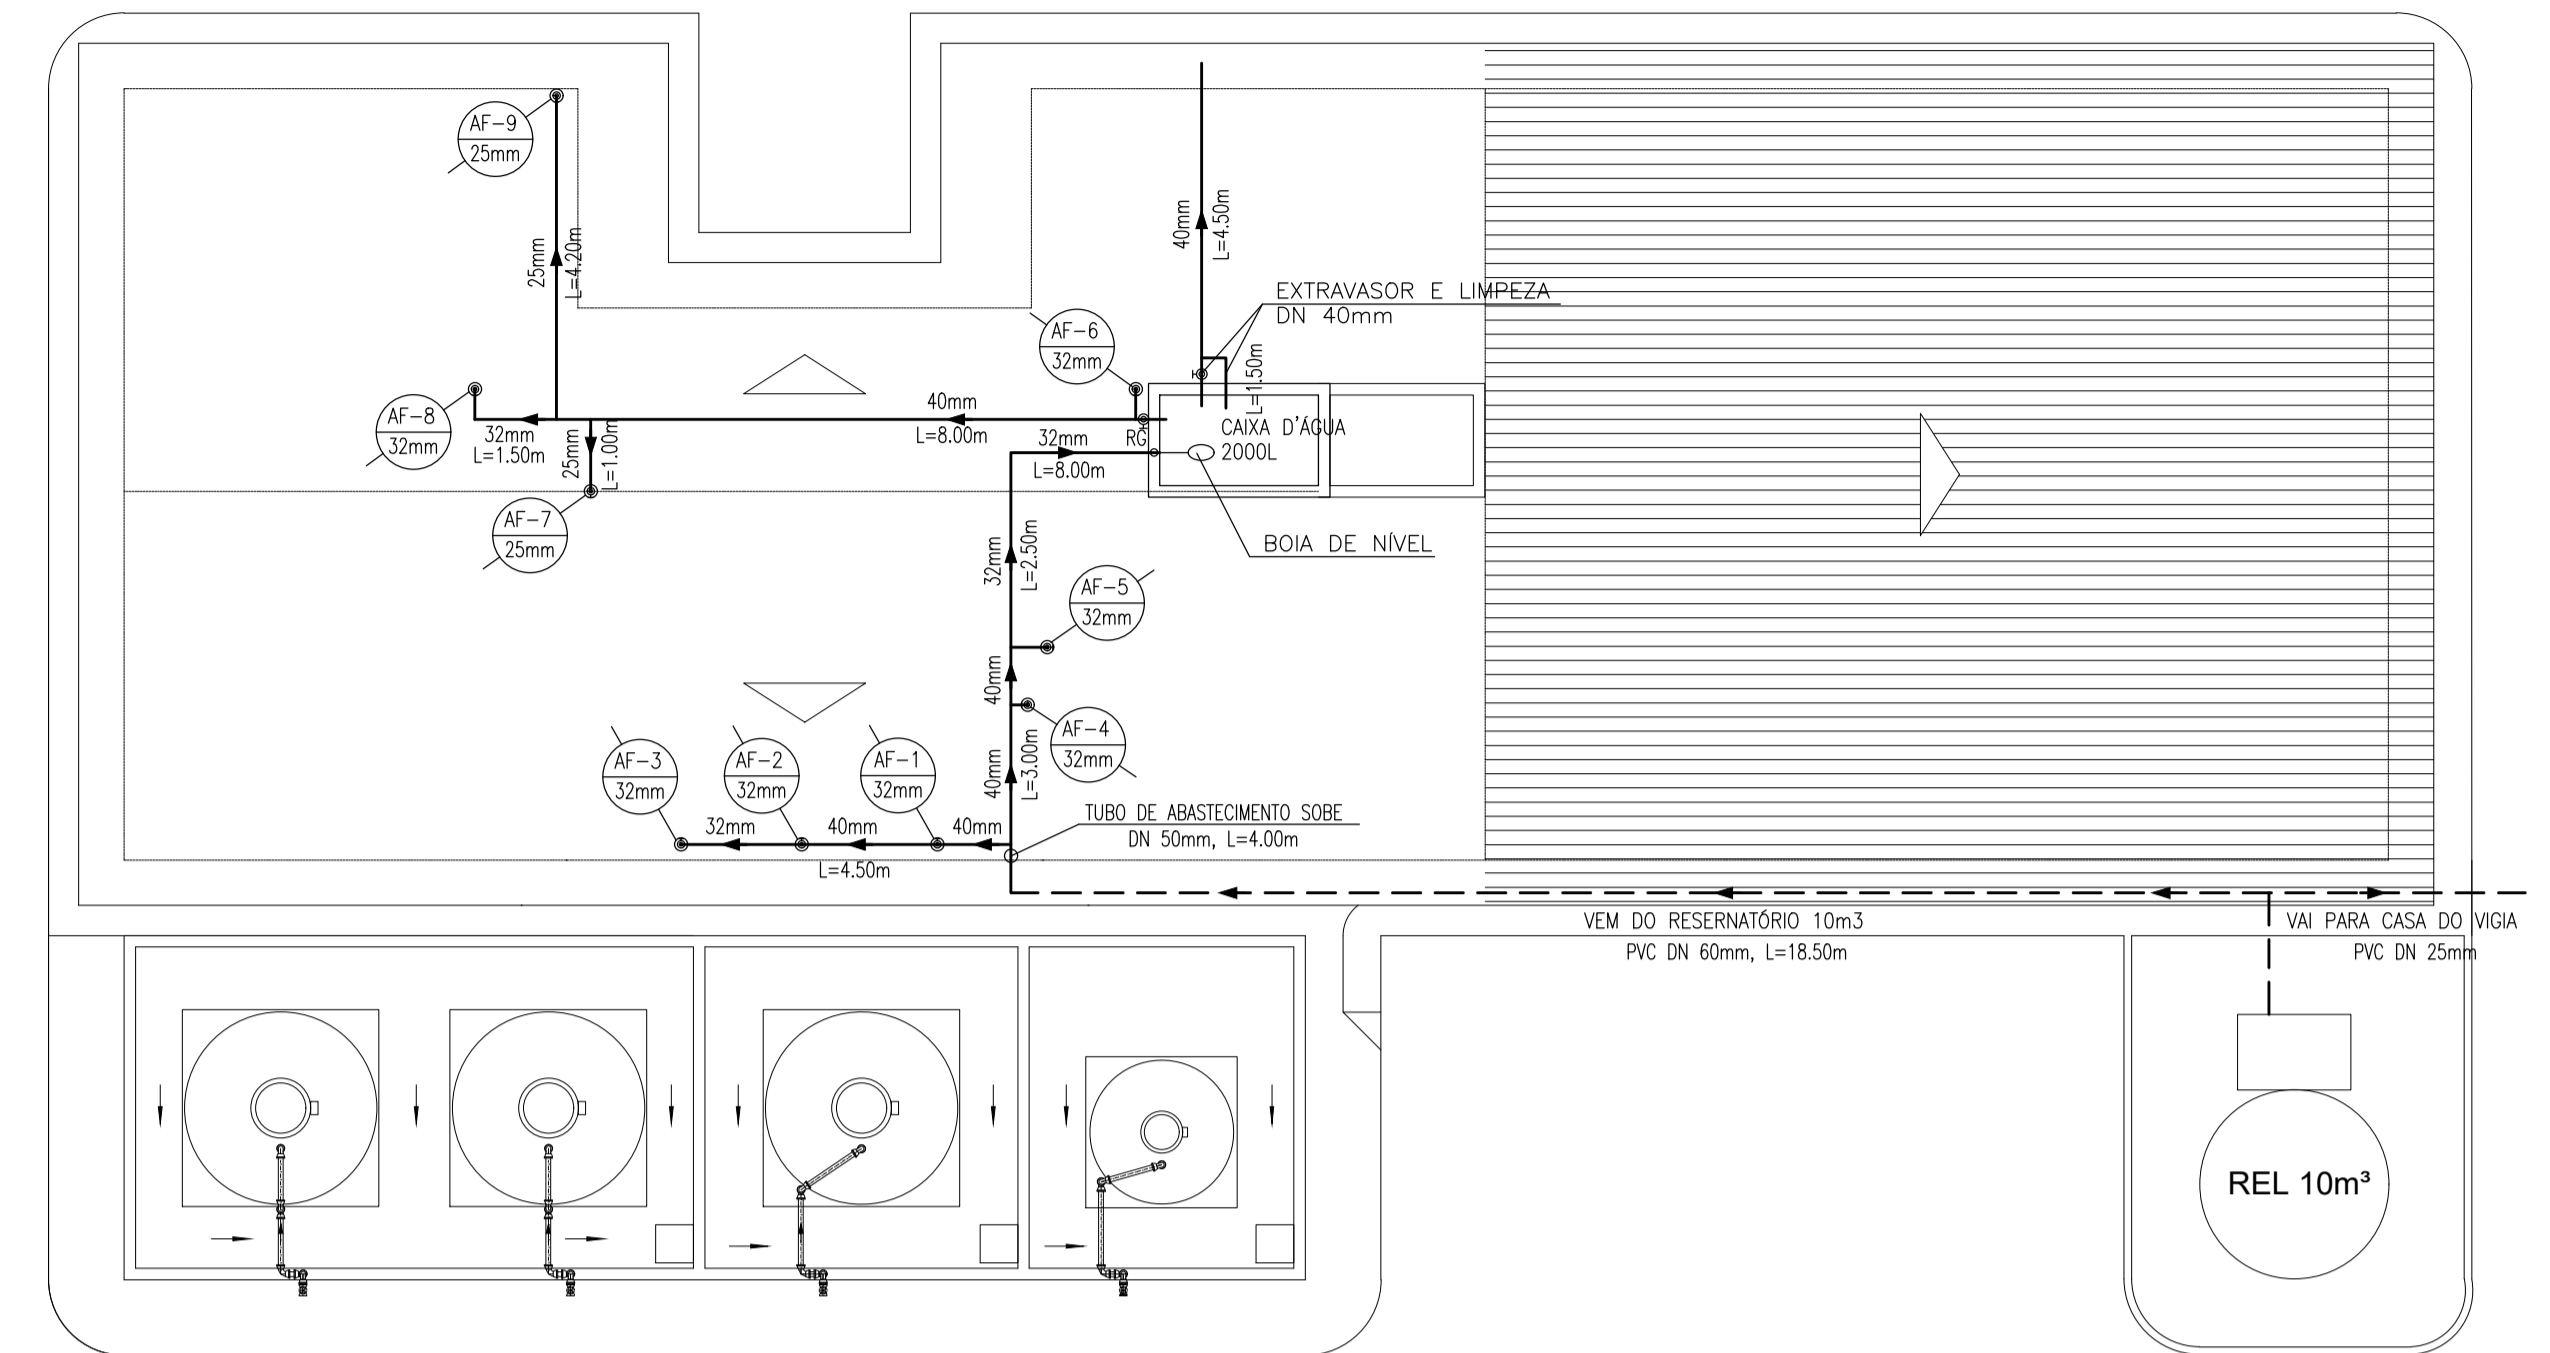 AF-9
25mm
25mm
L=4.20m
40mm
L=4.50m
EXTRAVASOR E LIMPEZA
DN 40mm
AF-6
32mm
L=1.50m
AF-8
32mm
32mm
L=1.50m
25mm
L=1.00m
40mm
L=8.00m
RG
CAIXA D'ÁGUA
2000L
32mm
L=8.00m
AF-7
25mm
BOIA DE NÍVEL
32mm
L=2.50m
AF-5
32mm
40mm
AF-4
32mm
40mm
L=3.00m
AF-3
32mm
AF-2
32mm
AF-1
32mm
32mm
40mm
40mm
L=4.50m
TUBO DE ABASTECIMENTO SOBE
DN 50mm, L=4.00m
VEM DO RESERNATÓRIO 10m3
PVC DN 60mm, L=18.50m
VAI PARA CASA DO VIGIA
PVC DN 25mm
REL 10m³